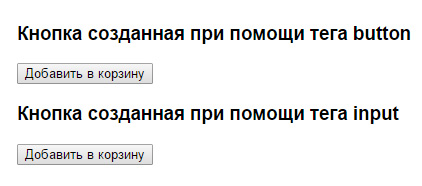 Кнопка созданная при помощи тега button
Добавить в корзину
Кнопка созданная при помощи тега input
Добавить в корзину